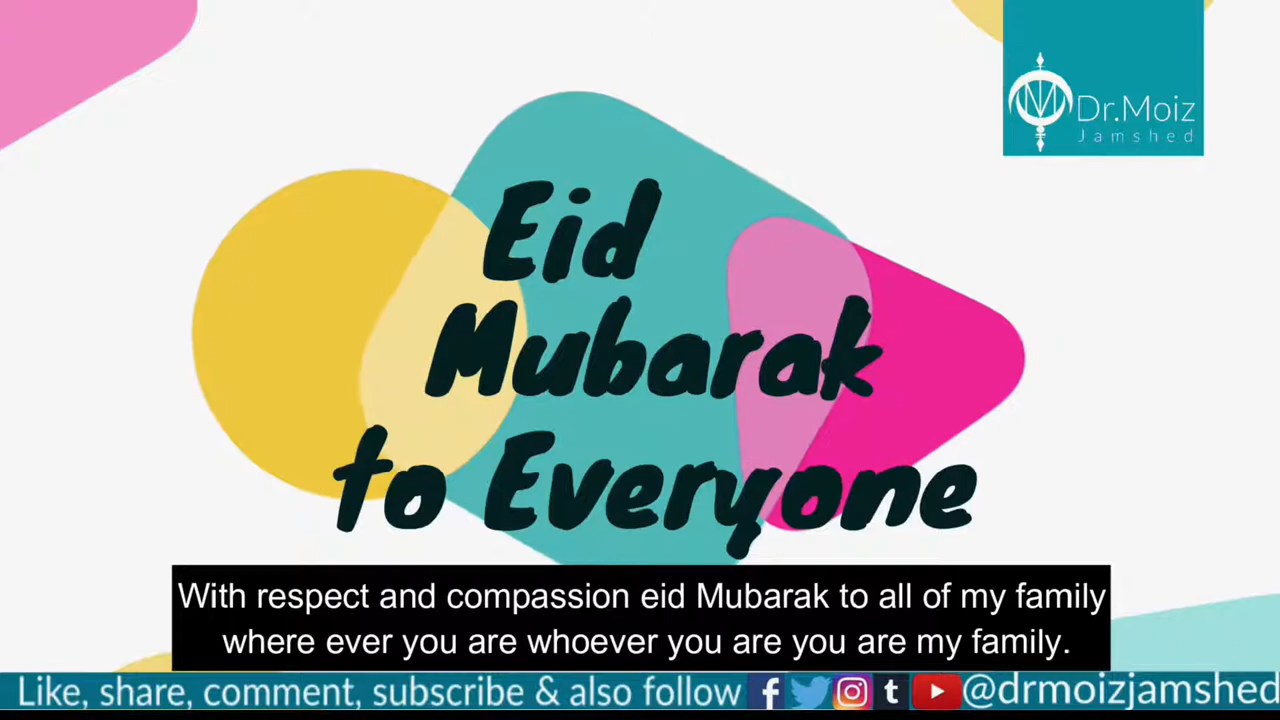 Dr.Moiz
Jamshed
Eid
Mubarak
to Everyone
With respect and compassion eid Mubarak to all of my family
where ever you are whoever you are you are my family.
Like, share, comment, subscribe & also follow @drmoizjamshed